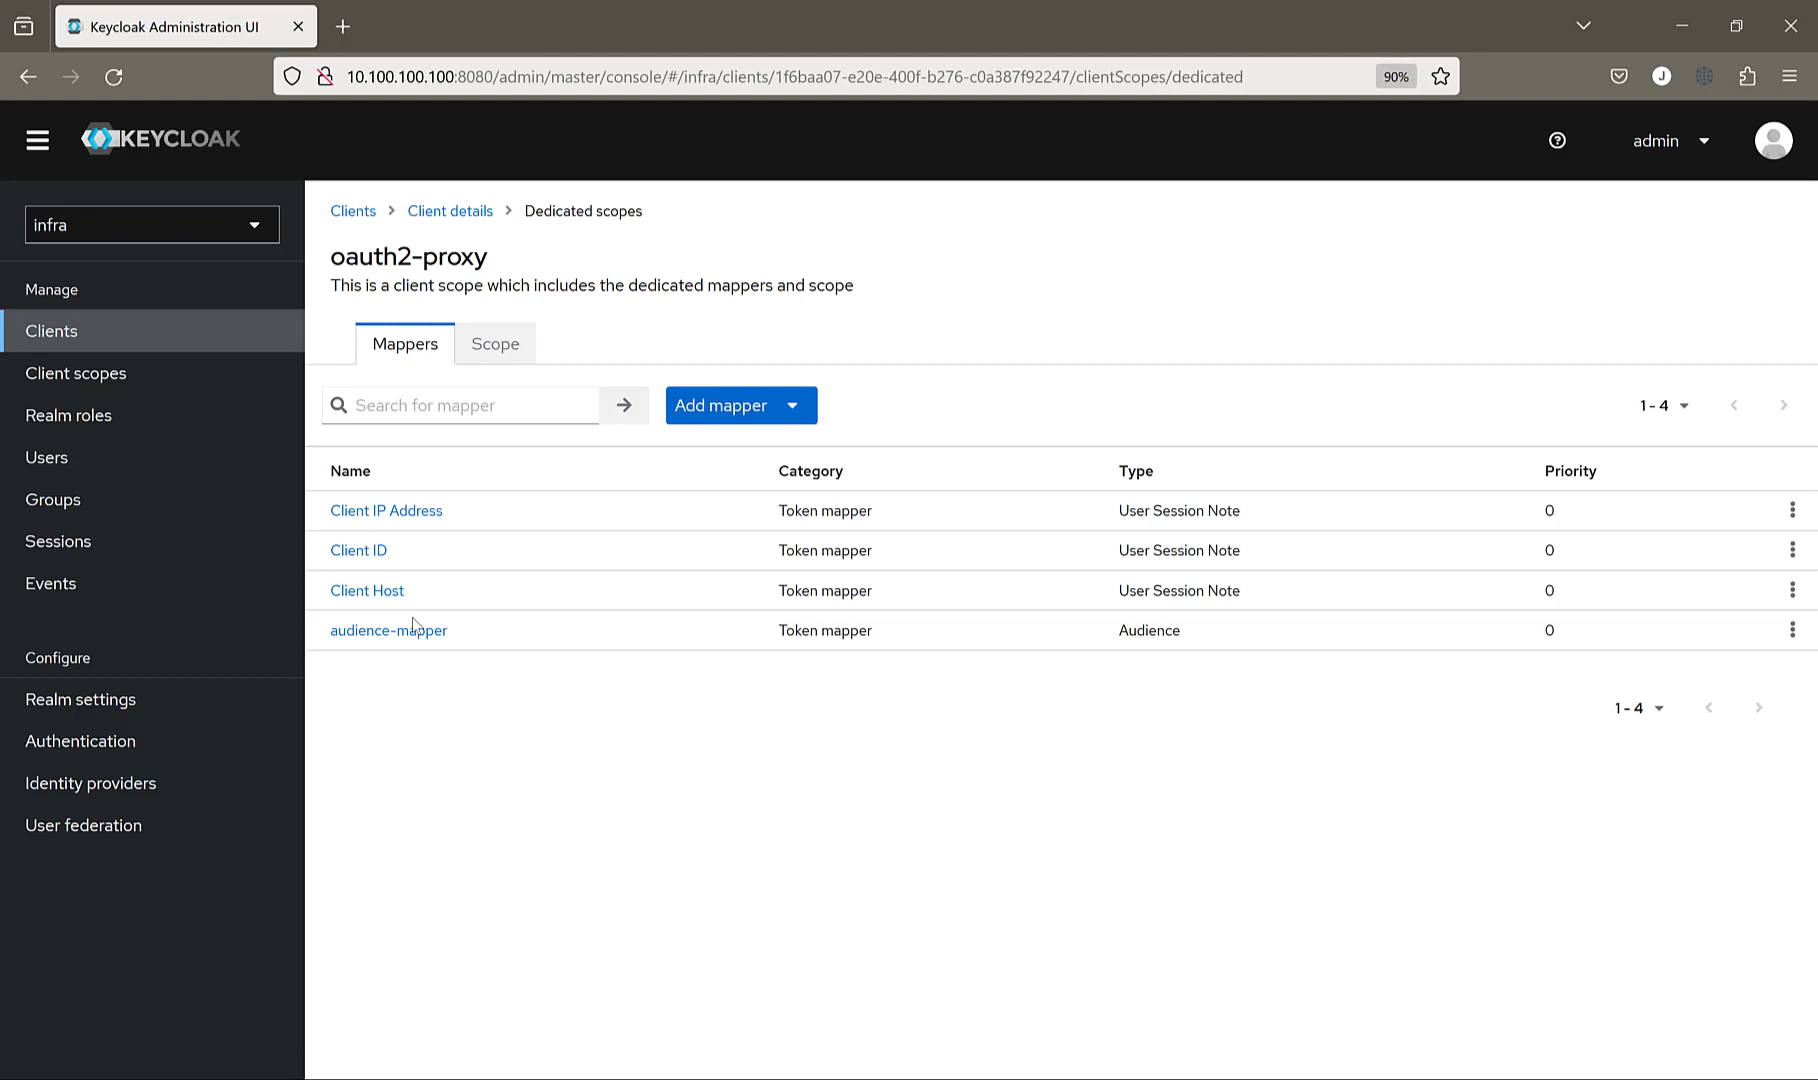 Keycloak Administration UI
10.100.100.100:8080/admin/master/console/#/infra/clients/1f6baa07-e20e-400f-b276-c0a387f92247/clientScopes/dedicated
90%
J
KEYCLOAK
admin
infra
Manage
Clients
Client scopes
Realm roles
Users
Groups
Sessions
Events
Configure
Realm settings
Authentication
Identity providers
User federation
Clients > Client details > Dedicated scopes
oauth2-proxy
This is a client scope which includes the dedicated mappers and scope
Mappers Scope
Search for mapper Add mapper 1 - 4
Name Category Type Priority
Client IP Address Token mapper User Session Note 0
Client ID Token mapper User Session Note 0
Client Host Token mapper User Session Note 0
audience-mapper Token mapper Audience 0
1 - 4